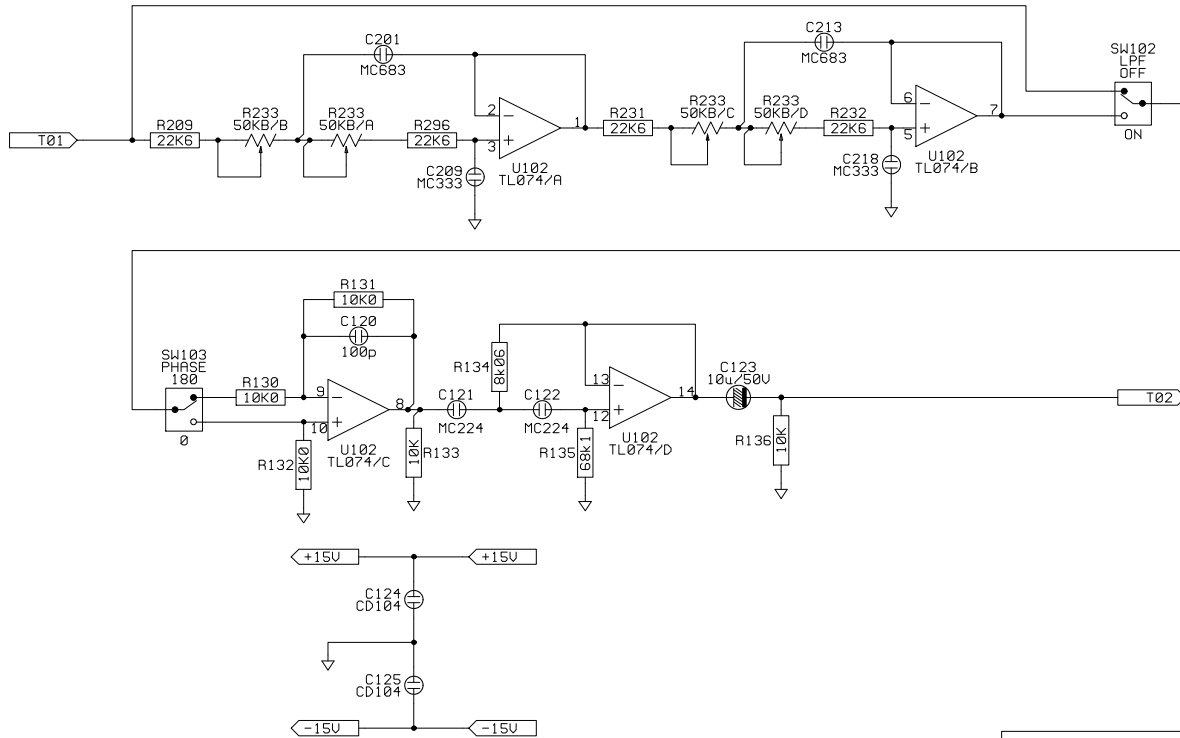 C201
MC683
C213
MC683
SW102
LPF
OFF
ON
T01
R209
22K6
R233
50KB/B
R233
50KB/A
R296
22K6
2
3
1
C209
MC333
U102
TL074/A
R231
22K6
R233
50KB/C
R233
50KB/D
R232
22K6
6
5
7
C218
MC333
U102
TL074/B
R131
10K0
C120
100p
SW103
PHASE
180
0
R130
10K0
9
10
8
R132
10K0
U102
TL074/C
R133
10K
C121
MC224
R134
8k06
C122
MC224
13
12
14
R135
68k1
U102
TL074/D
C123
10u/50V
R136
10K
T02
+15V
+15V
C124
CD104
C125
CD104
-15V
-15V